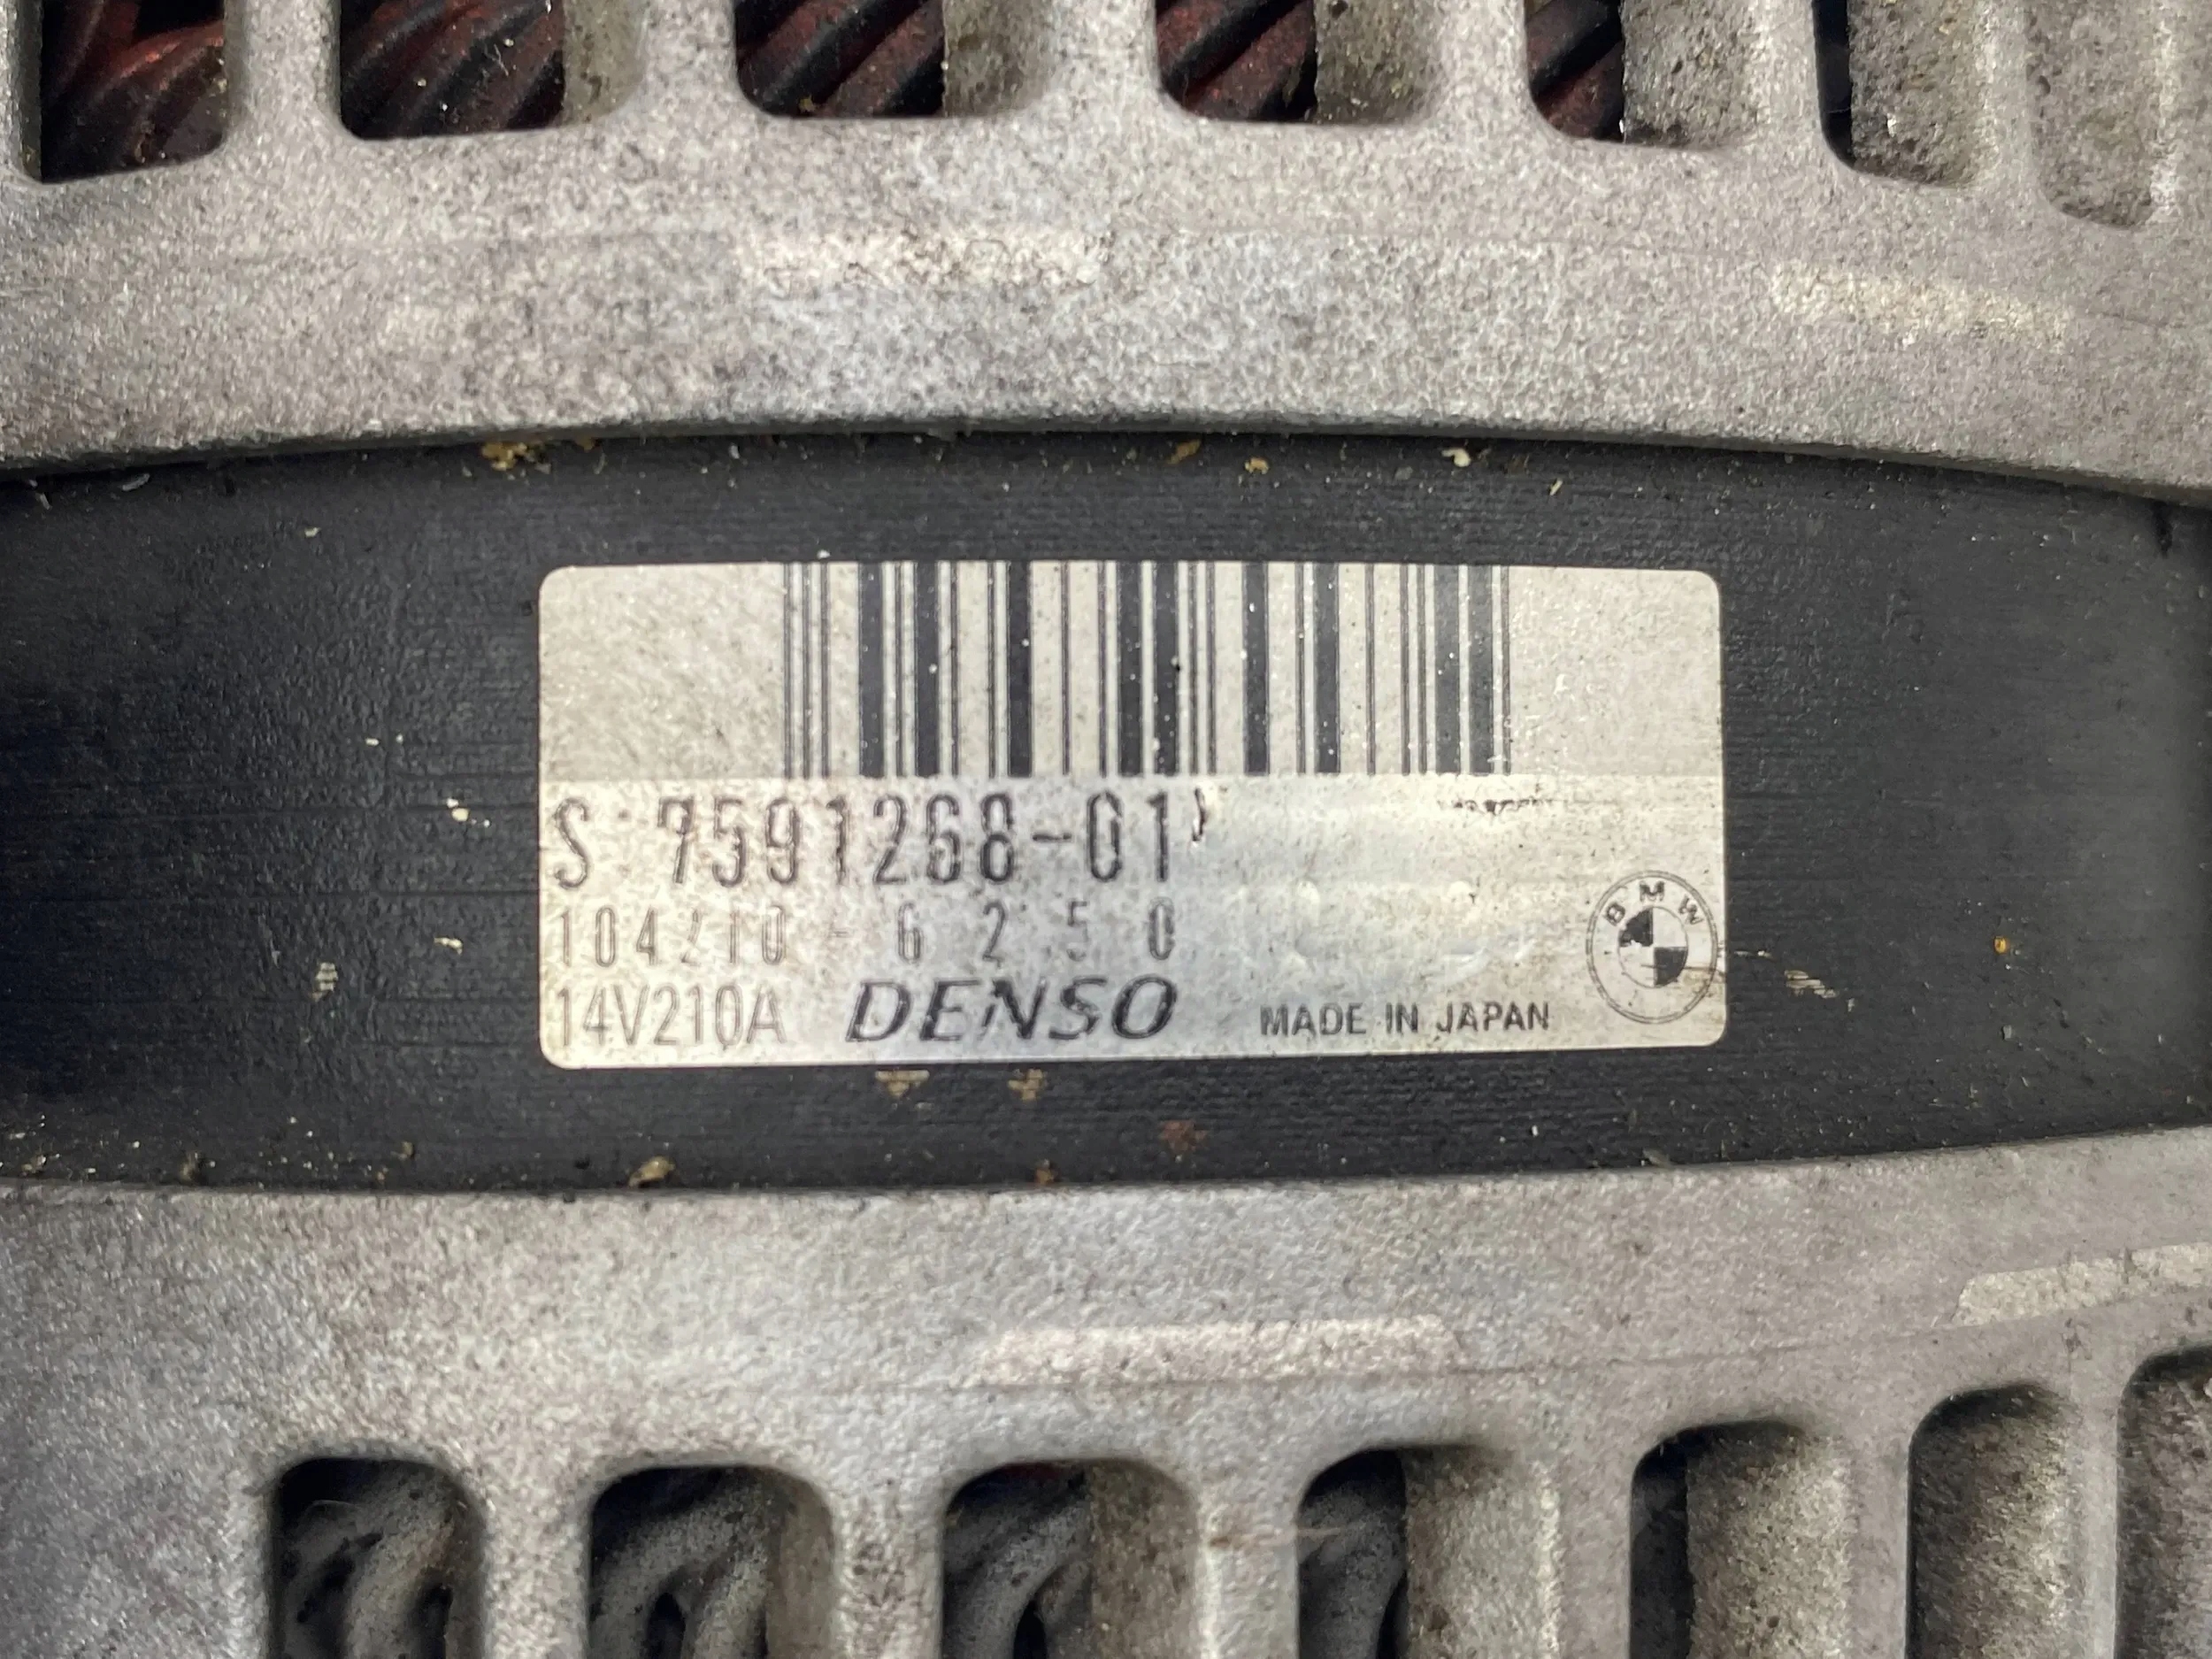 S 7591268-01
104210-6250
14V210A DENSO MADE IN JAPAN
BMW